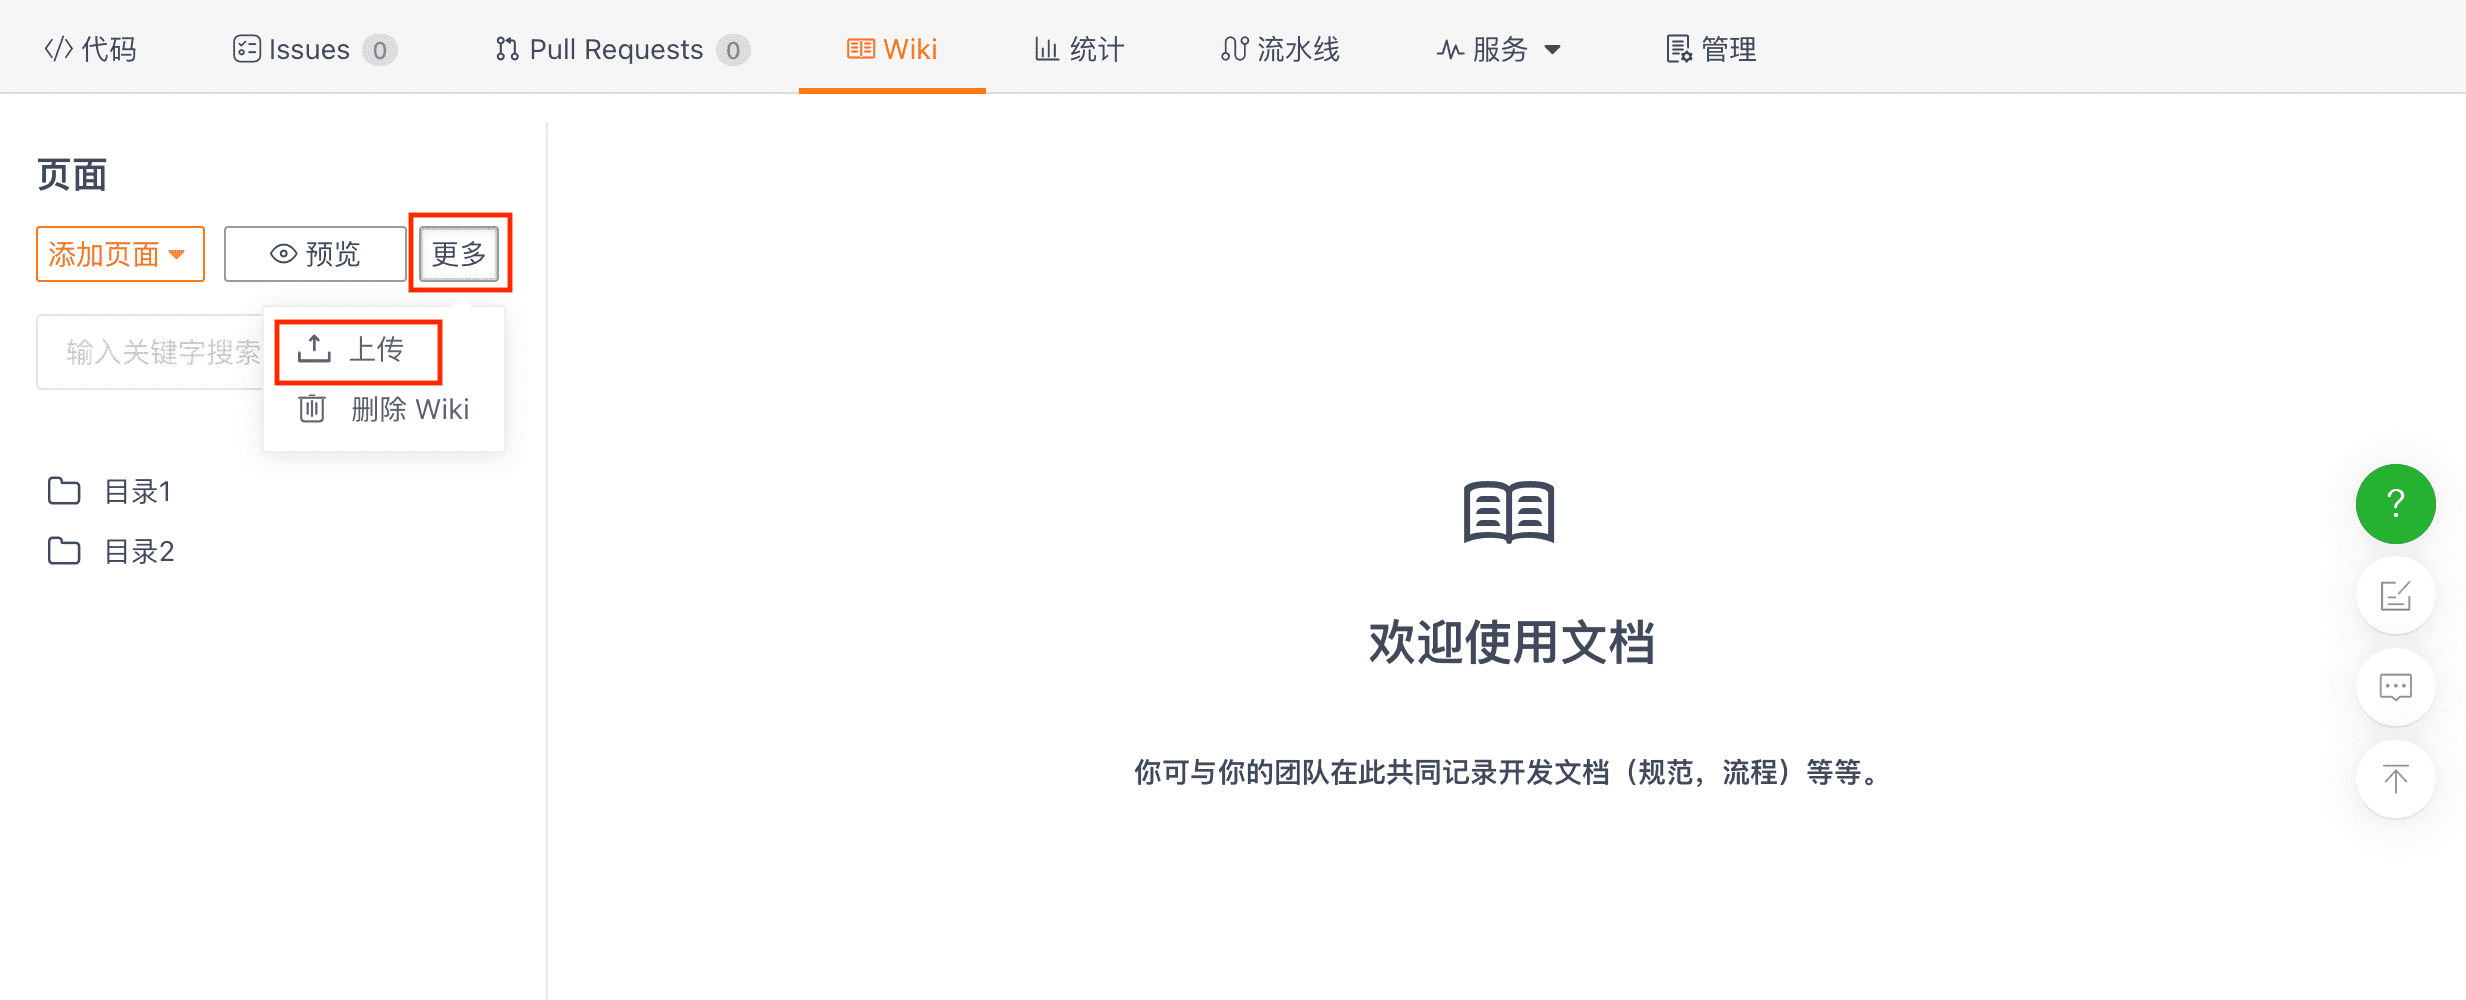 代码 Issues 0 Pull Requests 0 Wiki 统计 流水线 服务 管理
页面
添加页面 预览 更多
输入关键字搜索
上传
删除 Wiki
目录1
目录2
欢迎使用文档
你可与你的团队在此共同记录开发文档（规范，流程）等等。
?